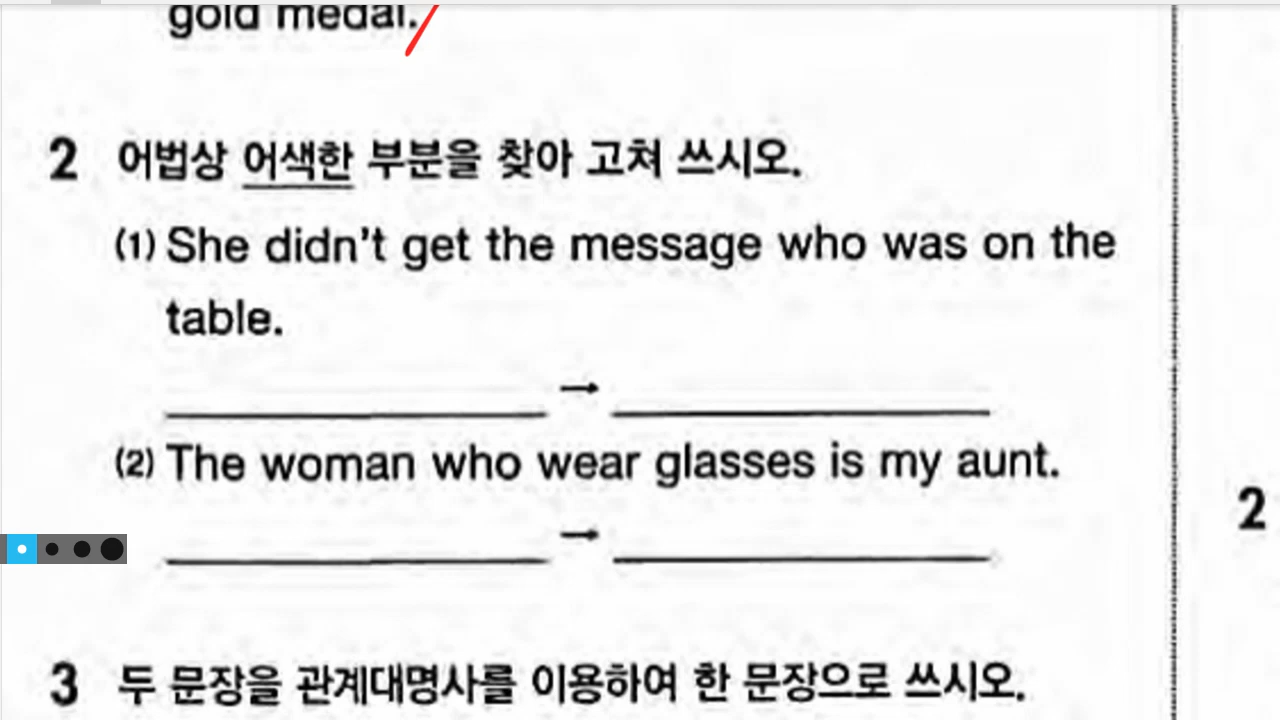 gold medal.
2 어법상 어색한 부분을 찾아 고쳐 쓰시오.
(1) She didn't get the message who was on the
table.
→
(2) The woman who wear glasses is my aunt.
→
2
3 두 문장을 관계대명사를 이용하여 한 문장으로 쓰시오.